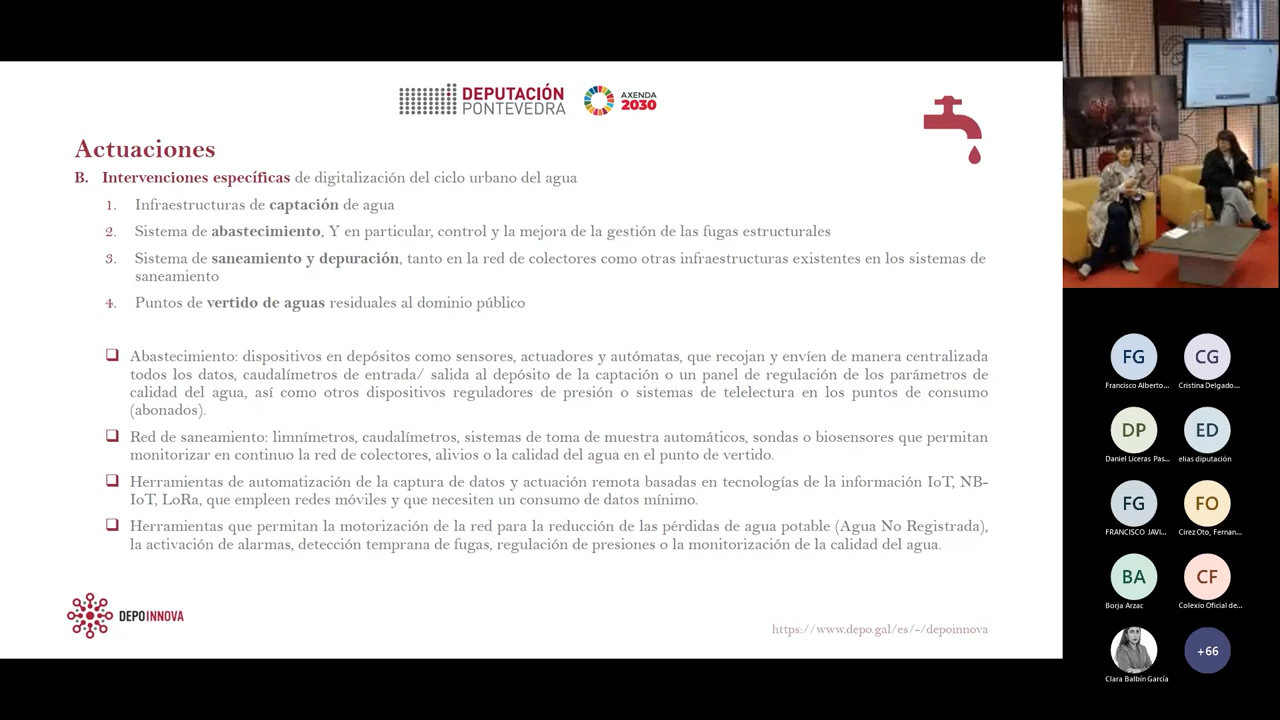 DEPUTACIÓN
PONTEVEDRA
AXENDA
2030
Actuaciones
B. Intervenciones específicas de digitalización del ciclo urbano del agua
1. Infraestructuras de captación de agua
2. Sistema de abastecimiento, Y en particular, control y la mejora de la gestión de las fugas estructurales
3. Sistema de saneamiento y depuración, tanto en la red de colectores como otras infraestructuras existentes en los sistemas de
saneamiento
4. Puntos de vertido de aguas residuales al dominio público
Abastecimiento: dispositivos en depósitos como sensores, actuadores y autómatas, que recojan y envíen de manera centralizada
todos los datos, caudalímetros de entrada/ salida al depósito de la captación o un panel de regulación de los parámetros de
calidad del agua, así como otros dispositivos reguladores de presión o sistemas de telelectura en los puntos de consumo
(abonados).
Red de saneamiento: limnímetros, caudalímetros, sistemas de toma de muestra automáticos, sondas o biosensores que permitan
monitorizar en continuo la red de colectores, alivios o la calidad del agua en el punto de vertido.
Herramientas de automatización de la captura de datos y actuación remota basadas en tecnologías de la información IoT, NB-
IoT, LoRa, que empleen redes móviles y que necesiten un consumo de datos mínimo.
Herramientas que permitan la motorización de la red para la reducción de las pérdidas de agua potable (Agua No Registrada),
la activación de alarmas, detección temprana de fugas, regulación de presiones o la monitorización de la calidad del agua.
DEPOINNOVA
https://www.depo.gal/es/-/depoinnova
FG
CG
Francisco Alberto...
Cristina Delgado...
DP
ED
Daniel Liceras Pas...
elias diputación
FG
FO
FRANCISCO JAVI...
Cirez Oto, Fernan...
BA
CF
Borja Arzac
Colexio Oficial de...
+66
Clara Balbín García